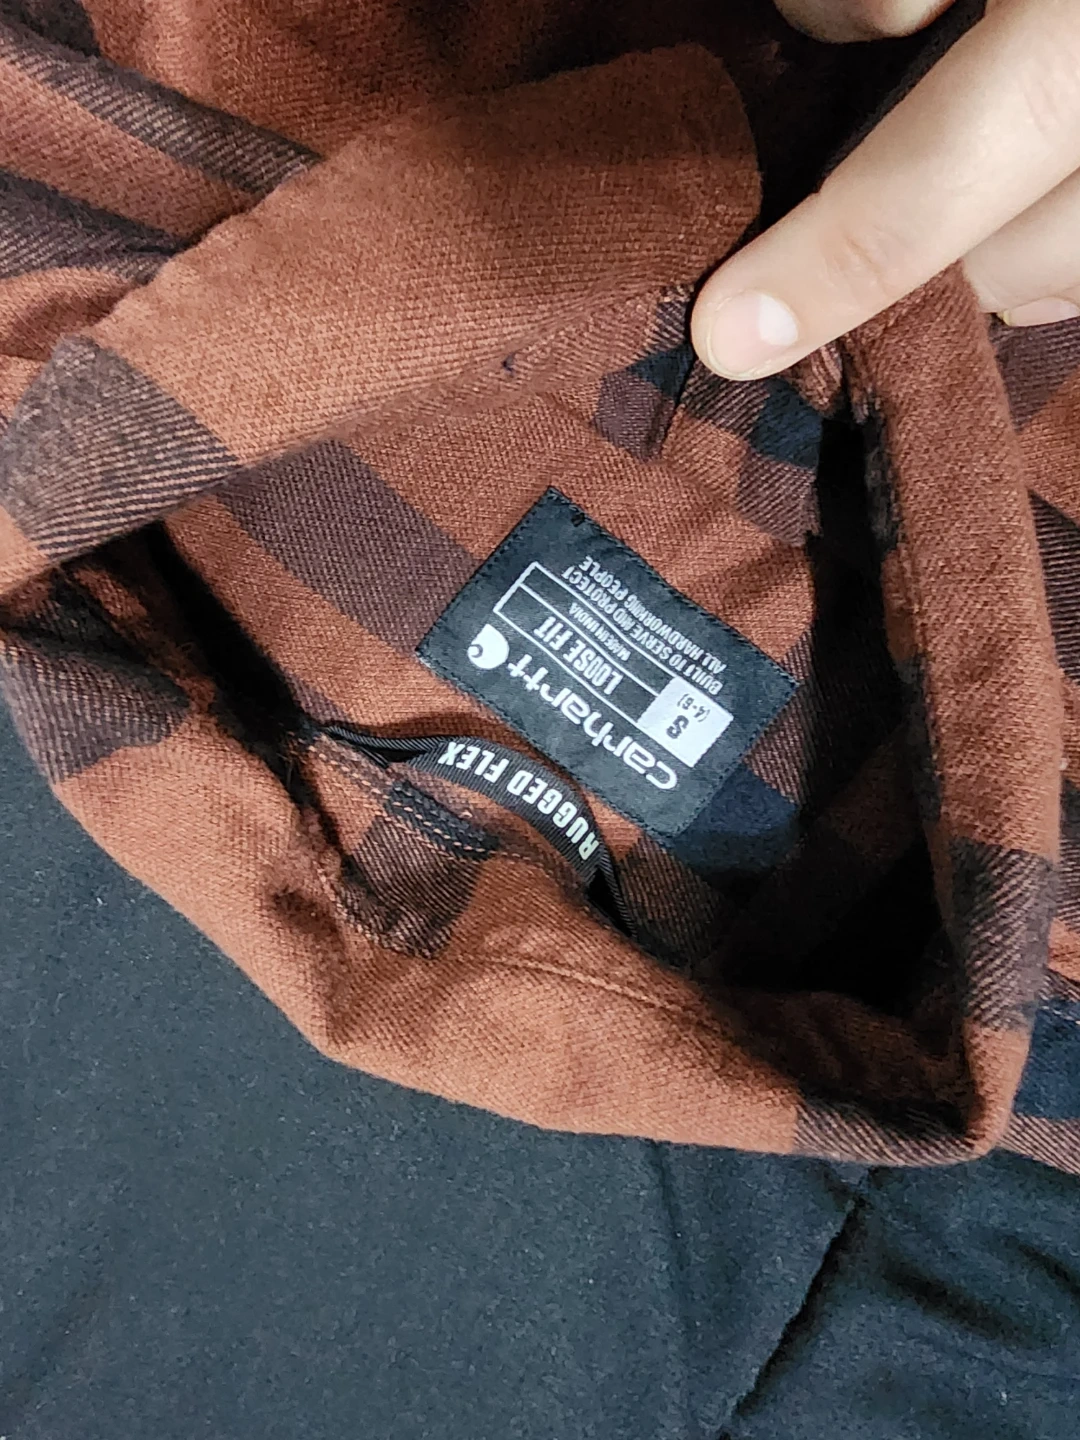 carhartt
S
(4-6)
LOOSE FIT
MADE IN INDIA
BUILT TO SERVE AND PROTECT
ALL HARDWORKING PEOPLE
RUGGED FLEX